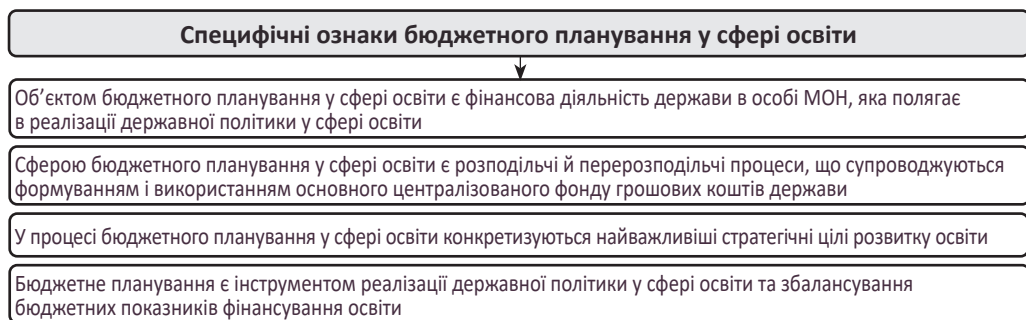 Специфічні ознаки бюджетного планування у сфері освіти
Об’єктом бюджетного планування у сфері освіти є фінансова діяльність держави в особі МОН, яка полягає
в реалізації державної політики у сфері освіти
Сферою бюджетного планування у сфері освіти є розподільчі й перерозподільчі процеси, що супроводжуються
формуванням і використанням основного централізованого фонду грошових коштів держави
У процесі бюджетного планування у сфері освіти конкретизуються найважливіші стратегічні цілі розвитку освіти
Бюджетне планування є інструментом реалізації державної політики у сфері освіти та збалансування
бюджетних показників фінансування освіти